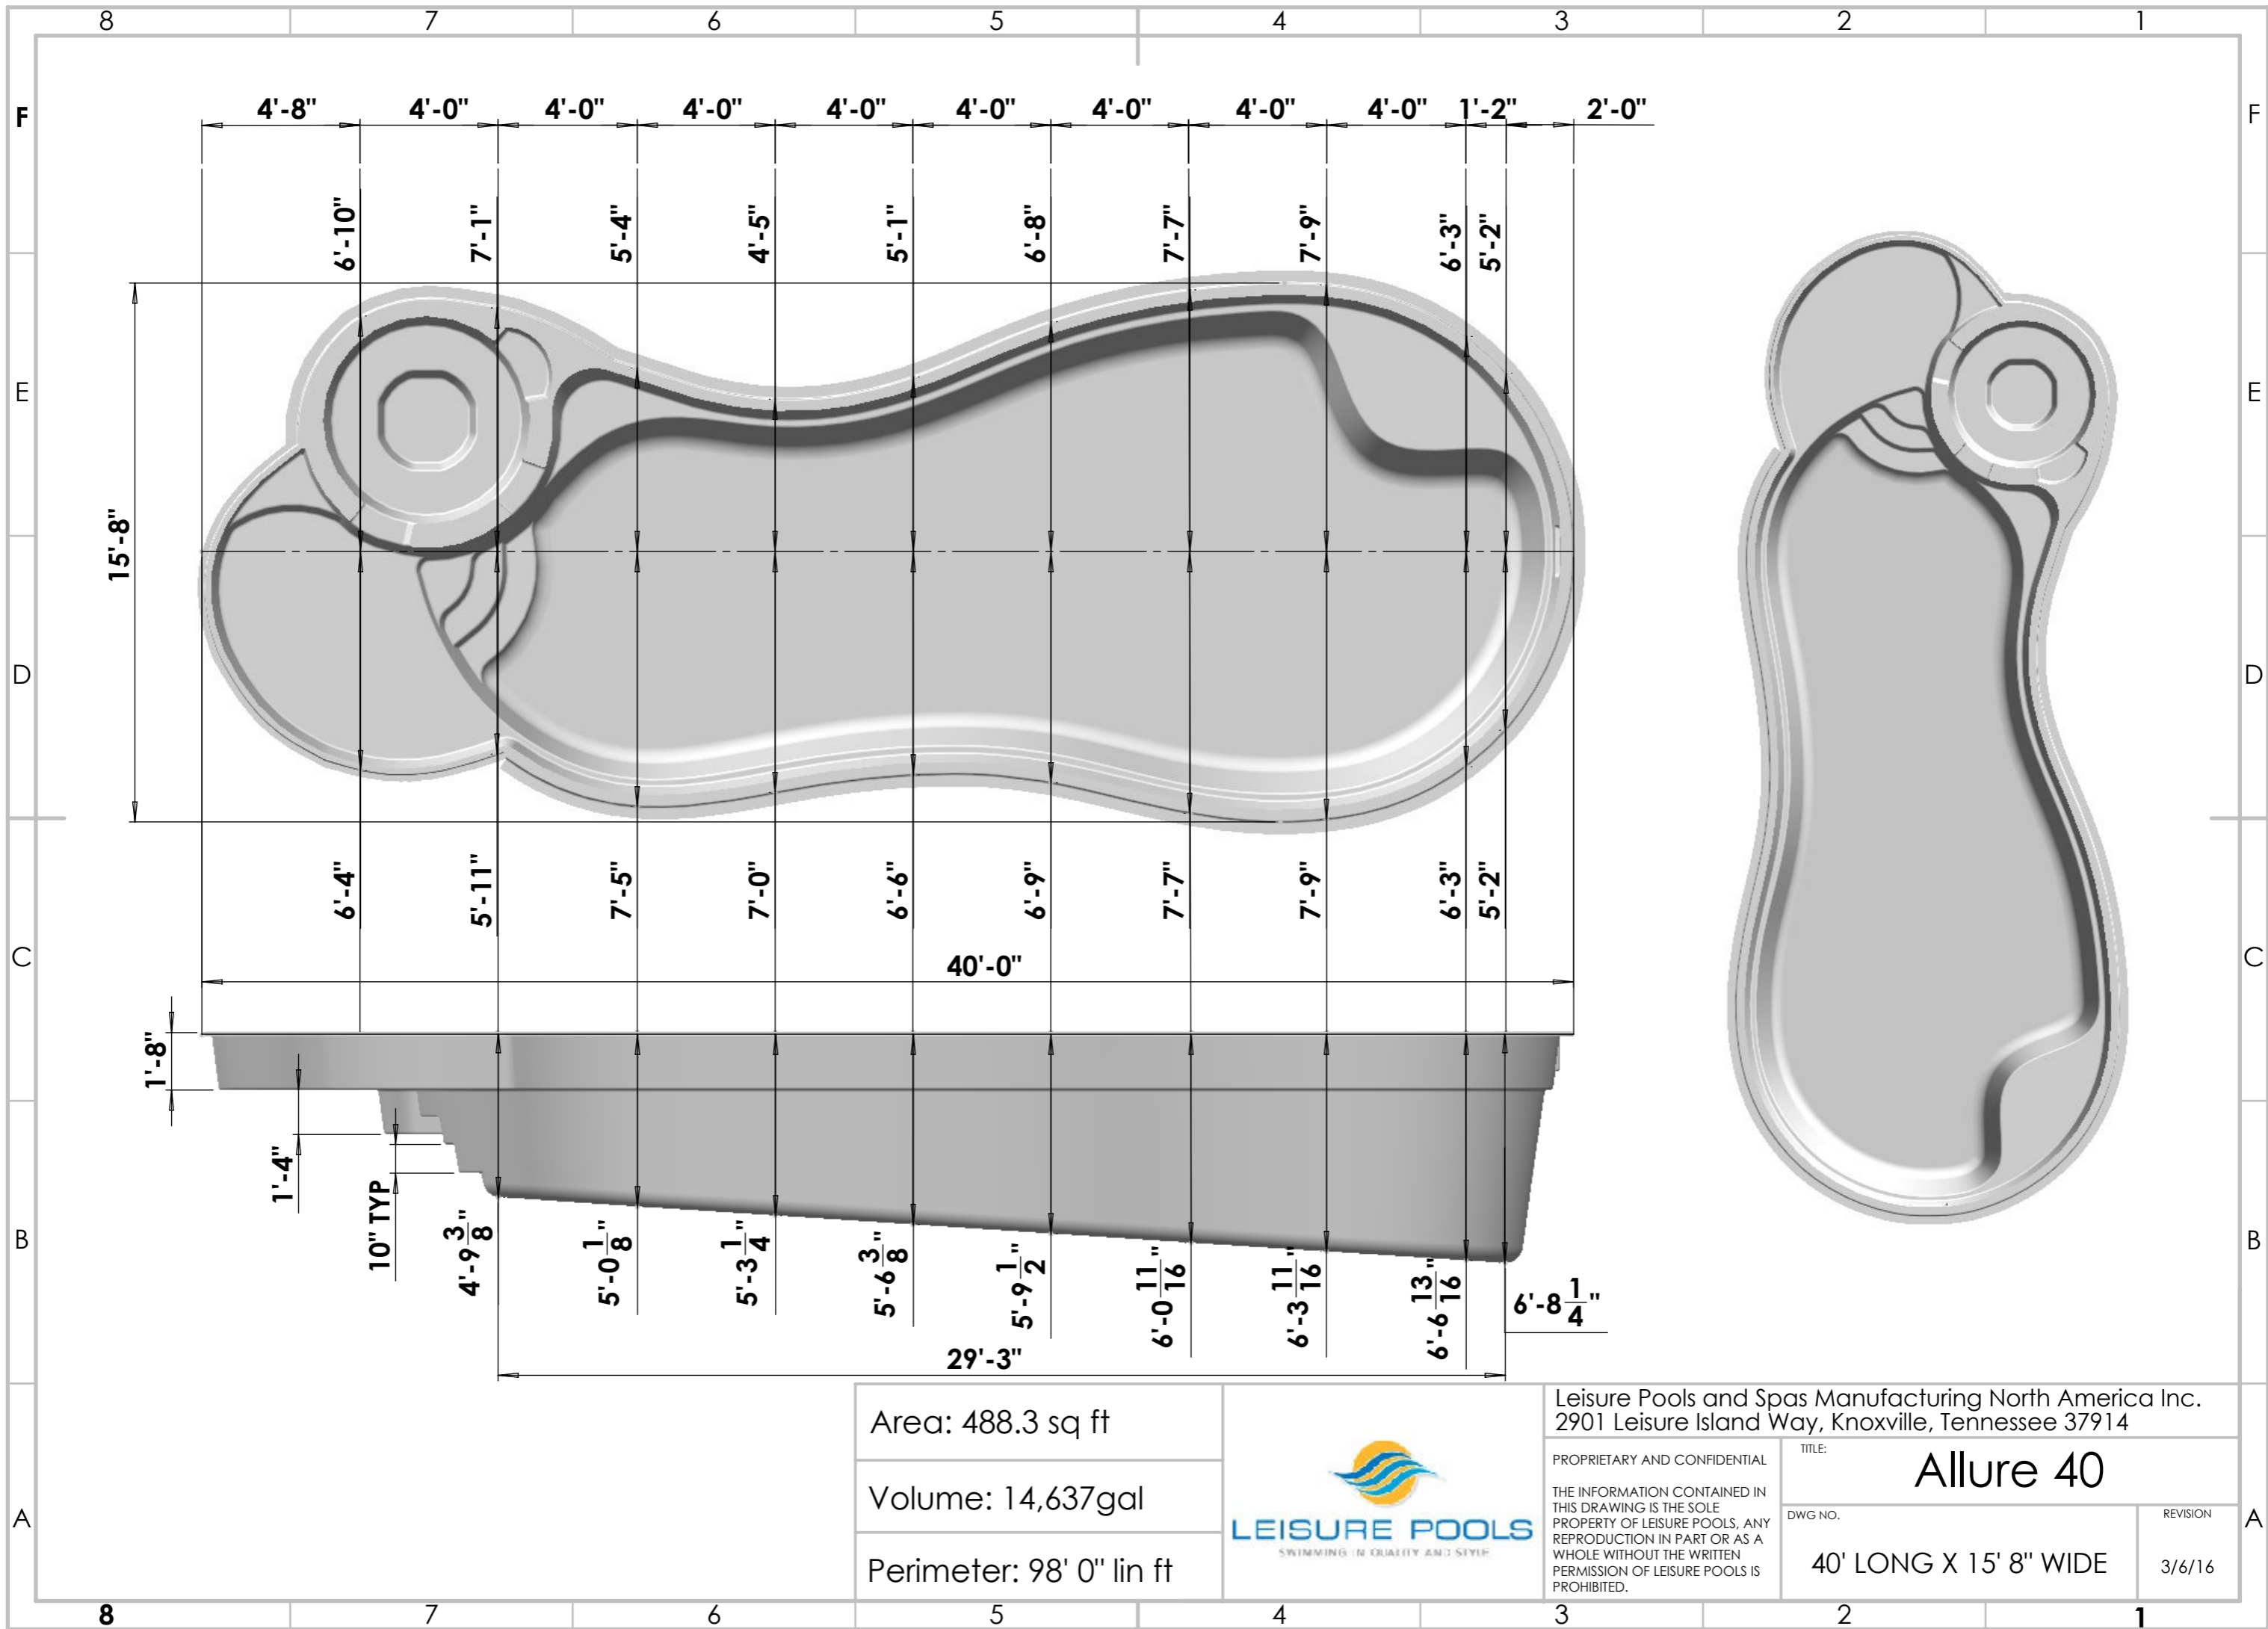 8 7 6 5 4 3 2 1
F F
4'-8" 4'-0" 4'-0" 4'-0" 4'-0" 4'-0" 4'-0" 4'-0" 4'-0" 1'-2" 2'-0"
6'-10" 7'-1" 5'-4" 4'-5" 5'-1" 6'-8" 7'-7" 7'-9" 6'-3" 5'-2"
E E
15'-8"
D D
6'-4" 5'-11" 7'-5" 7'-0" 6'-6" 6'-9" 7'-7" 7'-9" 6'-3" 5'-2"
C C
40'-0"
1'-8"
1'-4"
10" TYP
B B
4'-9 3/8" 5'-0 1/8" 5'-3 1/4" 5'-6 3/8" 5'-9 1/2" 6'-0 11/16" 6'-3 11/16" 6'-6 13/16" 6'-8 1/4"
29'-3"
Area: 488.3 sq ft
Volume: 14,637gal
Perimeter: 98' 0" lin ft
LEISURE POOLS
SWIMMING IN QUALITY AND STYLE
Leisure Pools and Spas Manufacturing North America Inc.
2901 Leisure Island Way, Knoxville, Tennessee 37914
PROPRIETARY AND CONFIDENTIAL
THE INFORMATION CONTAINED IN
THIS DRAWING IS THE SOLE
PROPERTY OF LEISURE POOLS, ANY
REPRODUCTION IN PART OR AS A
WHOLE WITHOUT THE WRITTEN
PERMISSION OF LEISURE POOLS IS
PROHIBITED.
TITLE:
Allure 40
DWG NO.
40' LONG X 15' 8" WIDE
REVISION
3/6/16
A A
8 7 6 5 4 3 2 1